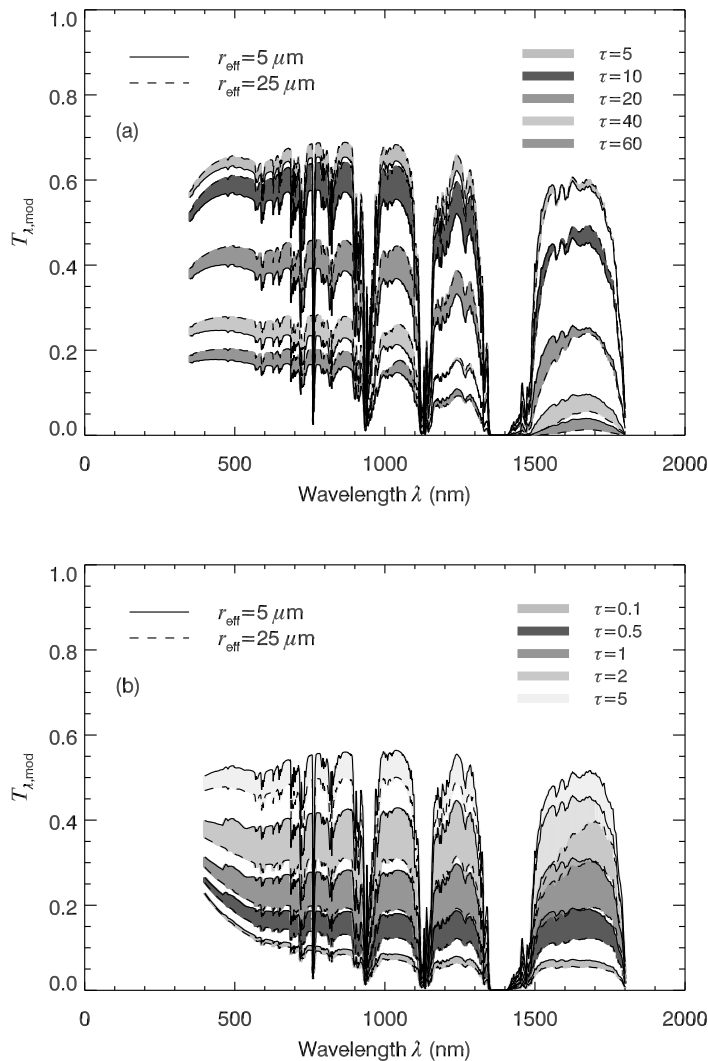 1.0
0.8
0.6
0.4
0.2
0.0
T_λ,mod
r_eff=5 μm
r_eff=25 μm
(a)
τ=5
τ=10
τ=20
τ=40
τ=60
0 500 1000 1500 2000
Wavelength λ (nm)
1.0
0.8
0.6
0.4
0.2
0.0
T_λ,mod
r_eff=5 μm
r_eff=25 μm
(b)
τ=0.1
τ=0.5
τ=1
τ=2
τ=5
0 500 1000 1500 2000
Wavelength λ (nm)